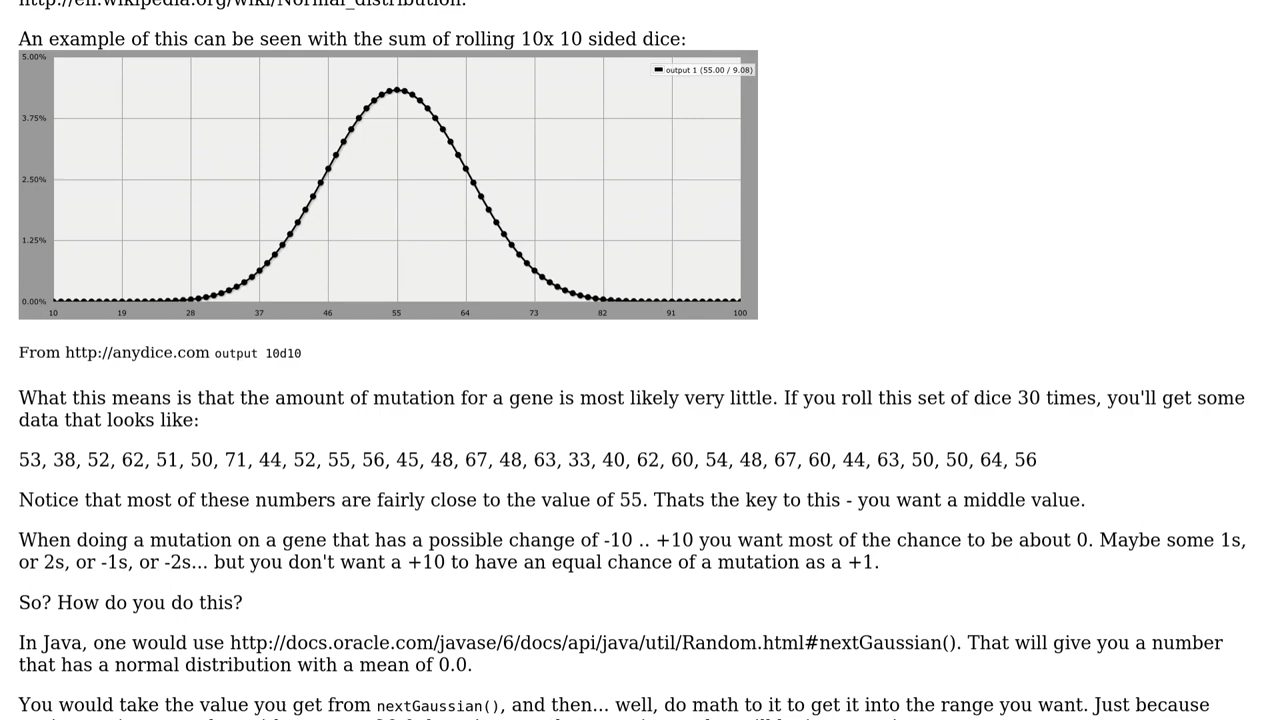 http://en.wikipedia.org/wiki/Normal_distribution.
An example of this can be seen with the sum of rolling 10x 10 sided dice:
5.00%
output 1 (55.00 / 9.08)
3.75%
2.50%
1.25%
0.00%
10 19 28 37 46 55 64 73 82 91 100
From http://anydice.com output 10d10
What this means is that the amount of mutation for a gene is most likely very little. If you roll this set of dice 30 times, you'll get some
data that looks like:
53, 38, 52, 62, 51, 50, 71, 44, 52, 55, 56, 45, 48, 67, 48, 63, 33, 40, 62, 60, 54, 48, 67, 60, 44, 63, 50, 50, 64, 56
Notice that most of these numbers are fairly close to the value of 55. Thats the key to this - you want a middle value.
When doing a mutation on a gene that has a possible change of -10 .. +10 you want most of the chance to be about 0. Maybe some 1s,
or 2s, or -1s, or -2s... but you don't want a +10 to have an equal chance of a mutation as a +1.
So? How do you do this?
In Java, one would use http://docs.oracle.com/javase/6/docs/api/java/util/Random.html#nextGaussian(). That will give you a number
that has a normal distribution with a mean of 0.0.
You would take the value you get from nextGaussian(), and then... well, do math to it to get it into the range you want. Just because